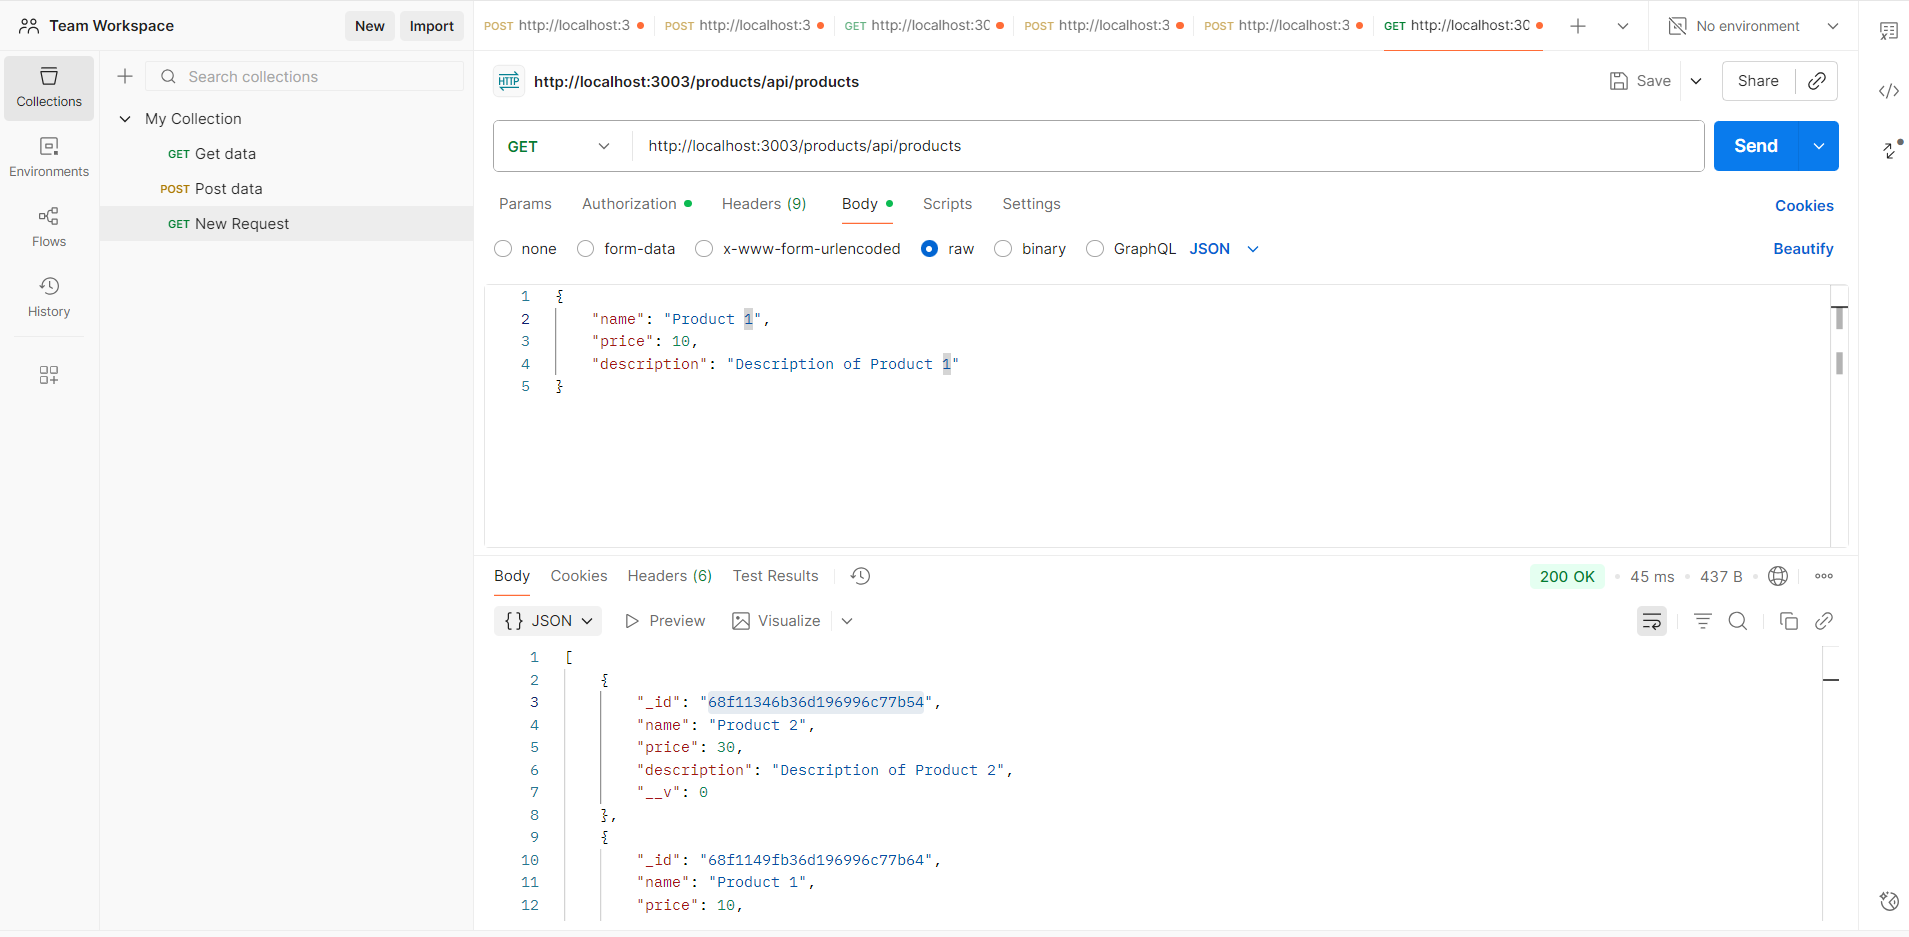 Team Workspace
New
Import
POST http://localhost:3
POST http://localhost:3
GET http://localhost:30
POST http://localhost:3
POST http://localhost:3
GET http://localhost:30
No environment
Collections
Environments
Flows
History
Search collections
My Collection
GET Get data
POST Post data
GET New Request
HTTP
http://localhost:3003/products/api/products
Save
Share
GET
http://localhost:3003/products/api/products
Send
Params
Authorization
Headers (9)
Body
Scripts
Settings
Cookies
none
form-data
x-www-form-urlencoded
raw
binary
GraphQL
JSON
Beautify
1 {
2 "name": "Product 1",
3 "price": 10,
4 "description": "Description of Product 1"
5 }
Body
Cookies
Headers (6)
Test Results
200 OK
45 ms
437 B
{} JSON
Preview
Visualize
1 [
2 {
3 "_id": "68f11346b36d196996c77b54",
4 "name": "Product 2",
5 "price": 30,
6 "description": "Description of Product 2",
7 "__v": 0
8 },
9 {
10 "_id": "68f1149fb36d196996c77b64",
11 "name": "Product 1",
12 "price": 10,